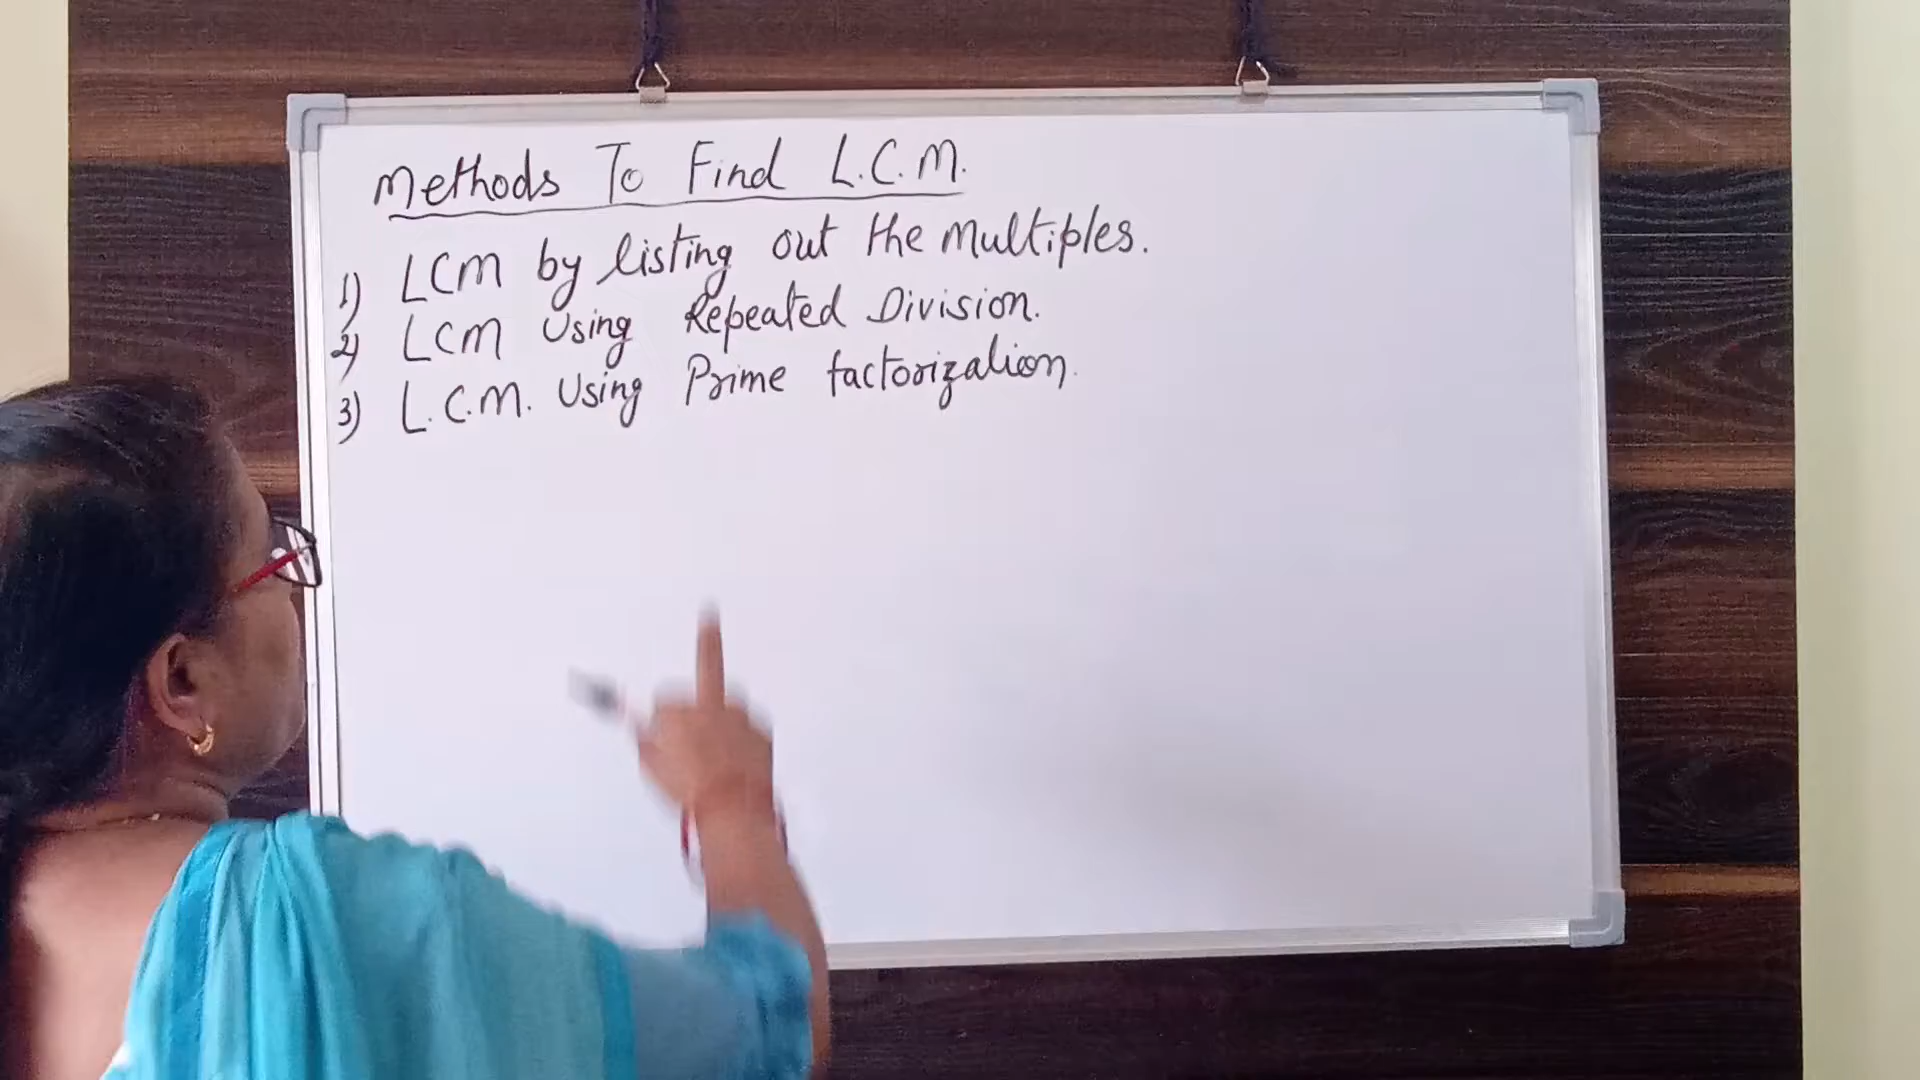 Methods To Find L.C.M.
1) LCM by listing out the multiples.
2) LCM Using Repeated Division.
3) L.C.M. Using Prime factorization.